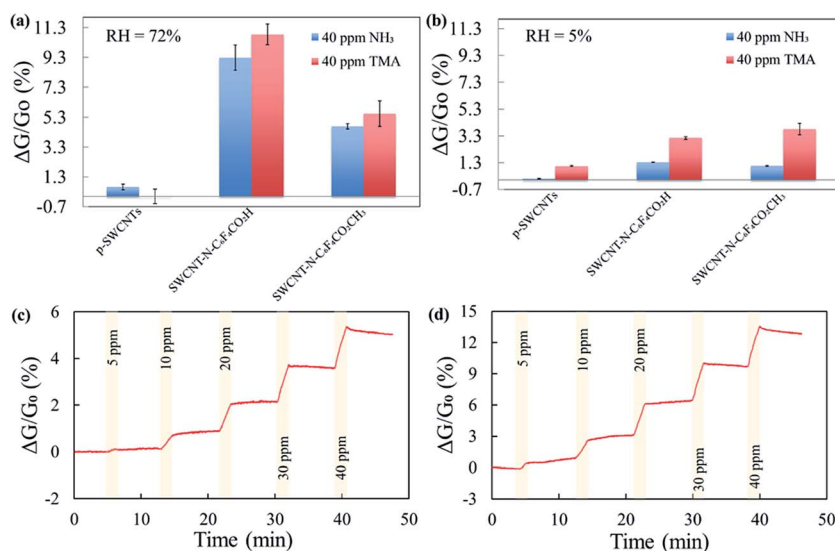 (a)
11.3
9.3
7.3
5.3
3.3
1.3
-0.7
ΔG/Go (%)
RH = 72%
40 ppm NH₃
40 ppm TMA
p-SWCNTs
SWCNT-N-C₆F₄CO₂H
SWCNT-N-C₆F₄CO₂CH₃
(b)
11.3
9.3
7.3
5.3
3.3
1.3
-0.7
ΔG/Go (%)
RH = 5%
40 ppm NH₃
40 ppm TMA
p-SWCNTs
SWCNT-N-C₆F₄CO₂H
SWCNT-N-C₆F₄CO₂CH₃
(c)
6
4
2
0
-2
ΔG/Go (%)
5 ppm
10 ppm
20 ppm
30 ppm
40 ppm
0 10 20 30 40 50
Time (min)
(d)
15
12
9
6
3
0
-3
ΔG/Go (%)
5 ppm
10 ppm
20 ppm
30 ppm
40 ppm
0 10 20 30 40 50
Time (min)